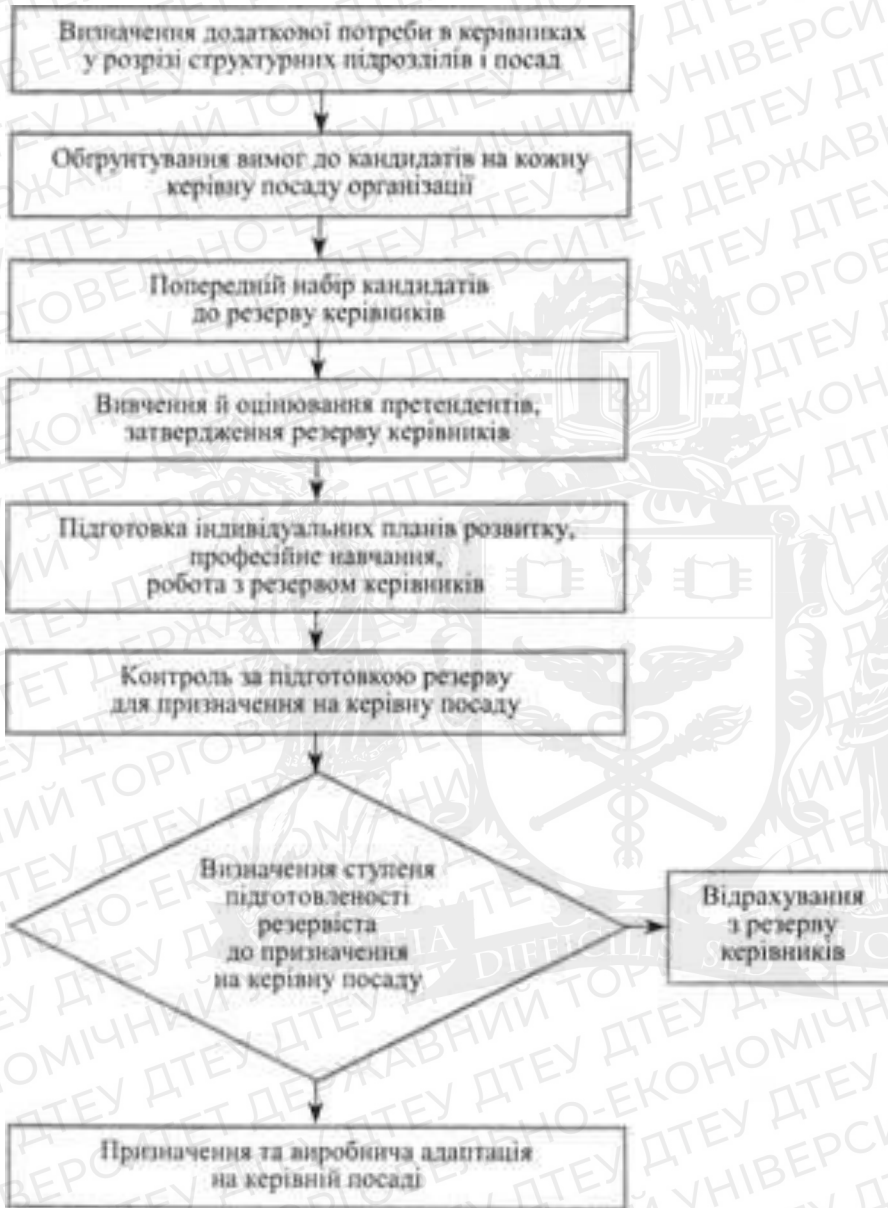 Визначення додаткової потреби в керівниках
у розрізі структурних підрозділів і посад
Обґрунтування вимог до кандидатів на кожну
керівну посаду організації
Попередній набір кандидатів
до резерву керівників
Вивчення й оцінювання претендентів,
затвердження резерву керівників
Підготовка індивідуальних планів розвитку,
професійне навчання,
робота з резервом керівників
Контроль за підготовкою резерву
для призначення на керівну посаду
Визначення ступеня
підготовленості
резервіста
до призначення
на керівну посаду
Відрахування
з резерву
керівників
Призначення та виробнича адаптація
на керівній посаді